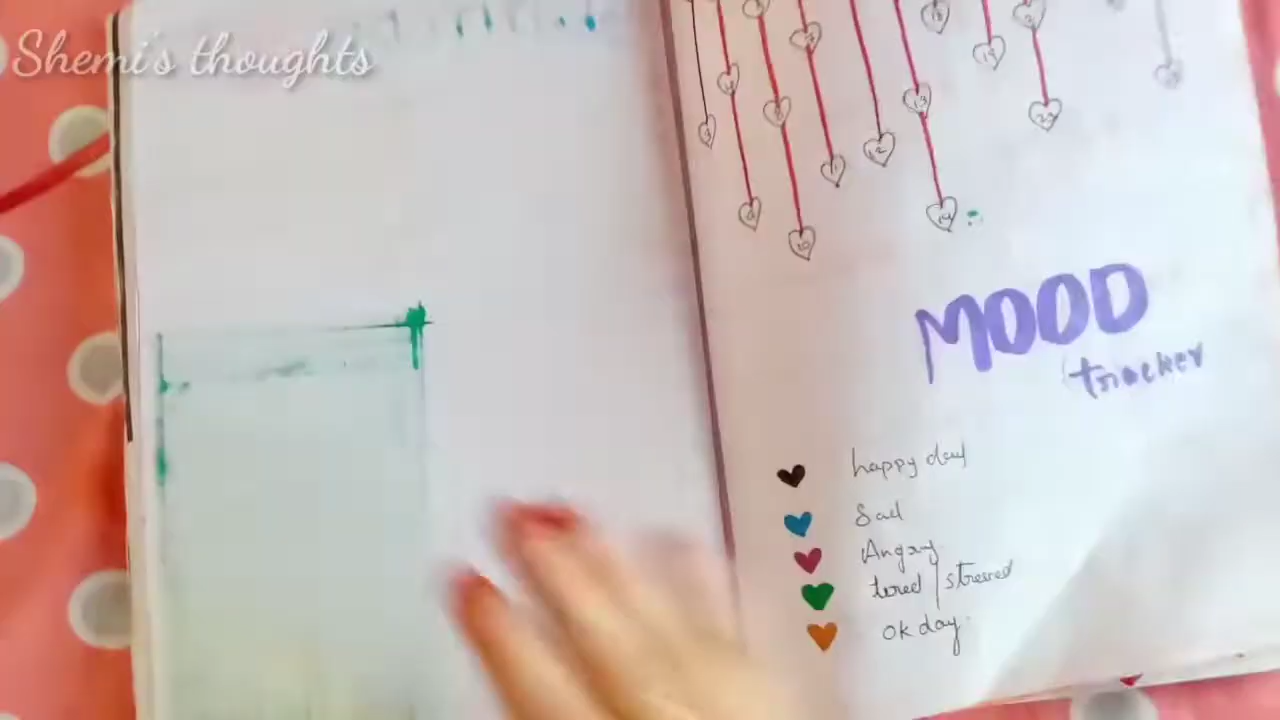 Shemi's thoughts
MOOD
tracker
happy day
Sad
Angry
tired / stressed
ok day.